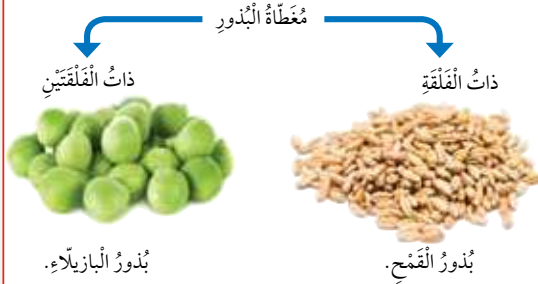 مُغَطّاةُ الْبُذورِ
ذاتُ الْفَلْقَةِ
ذاتُ الْفَلْقَتَيْنِ
بُذورُ الْقَمْحِ.
بُذورُ الْبازيلّاءِ.